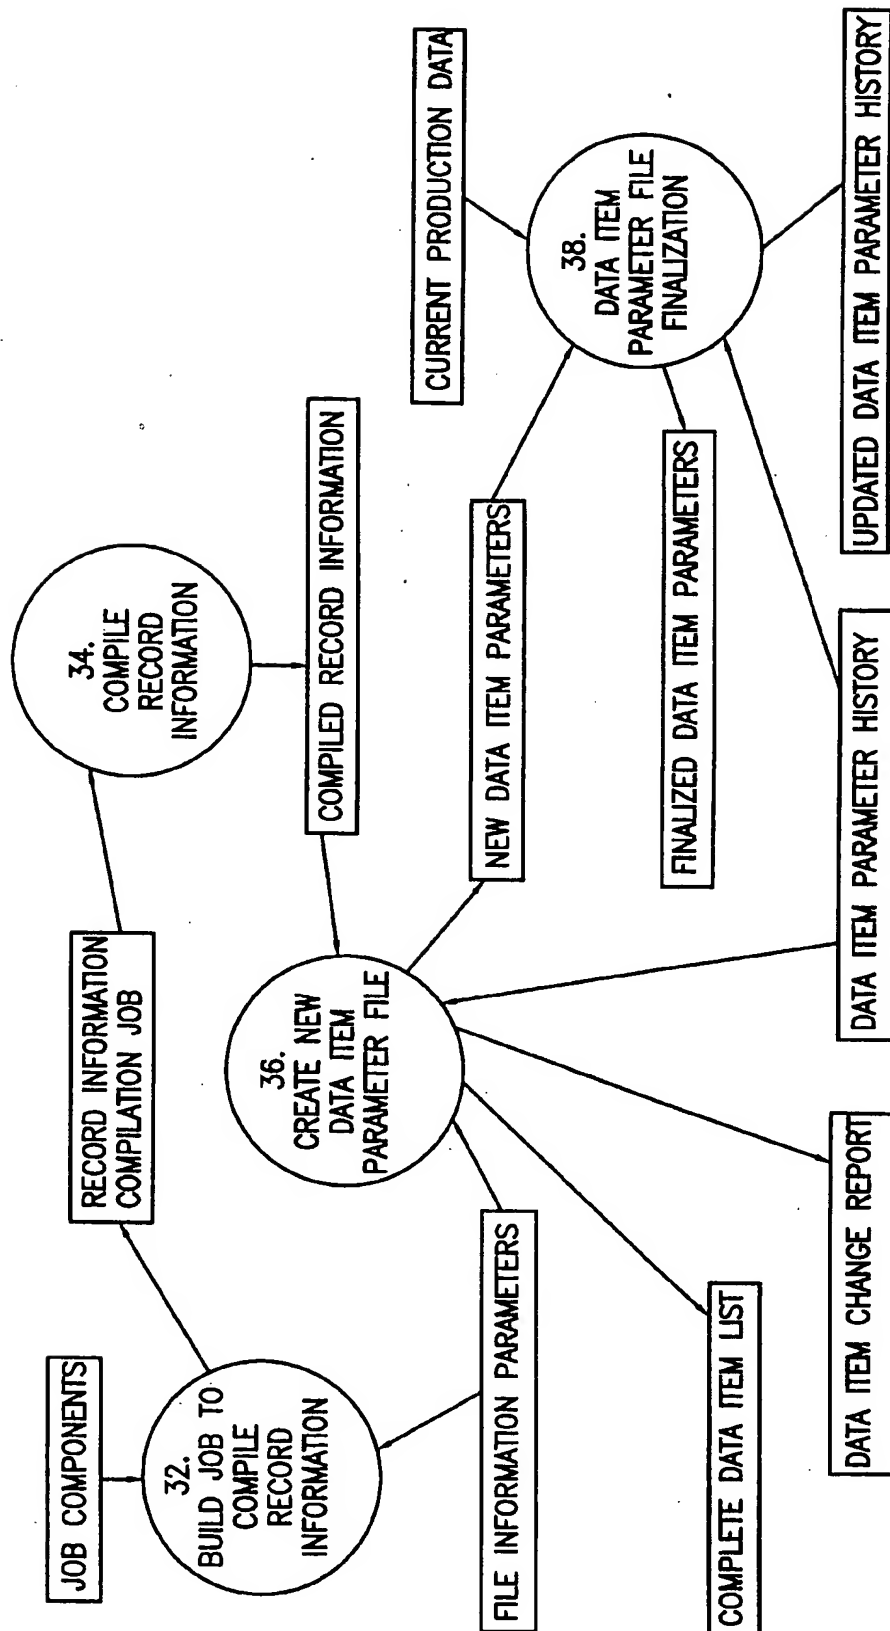 JOB COMPONENTS
32.
BUILD JOB TO
COMPILE
RECORD
INFORMATION
RECORD INFORMATION
COMPILATION JOB
34.
COMPILE
RECORD
INFORMATION
COMPILED RECORD INFORMATION
FILE INFORMATION PARAMETERS
36.
CREATE NEW
DATA ITEM
PARAMETER FILE
NEW DATA ITEM PARAMETERS
CURRENT PRODUCTION DATA
38.
DATA ITEM
PARAMETER FILE
FINALIZATION
FINALIZED DATA ITEM PARAMETERS
COMPLETE DATA ITEM LIST
DATA ITEM CHANGE REPORT
DATA ITEM PARAMETER HISTORY
UPDATED DATA ITEM PARAMETER HISTORY